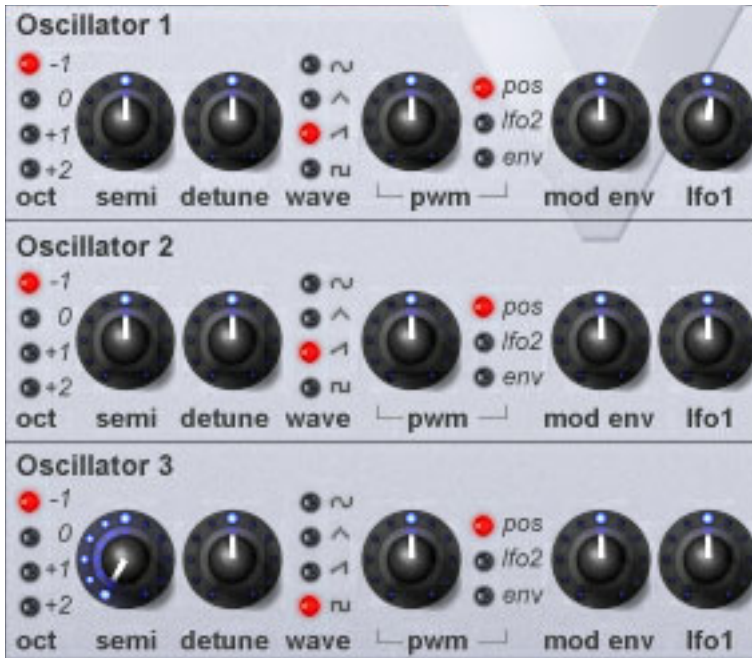 Oscillator 1
-1
0
+1
+2
pos
lfo2
env
oct semi detune wave pwm mod env lfo1
Oscillator 2
-1
0
+1
+2
pos
lfo2
env
oct semi detune wave pwm mod env lfo1
Oscillator 3
-1
0
+1
+2
pos
lfo2
env
oct semi detune wave pwm mod env lfo1